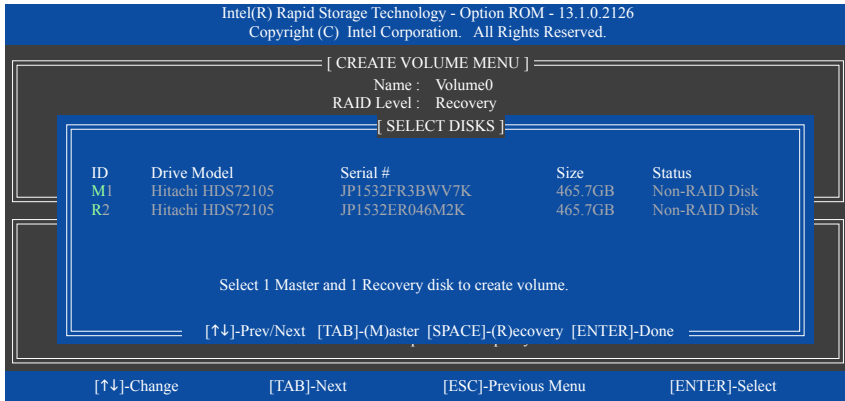 Intel(R) Rapid Storage Technology - Option ROM - 13.1.0.2126
Copyright (C) Intel Corporation. All Rights Reserved.
[ CREATE VOLUME MENU ]
Name : Volume0
RAID Level : Recovery
[ SELECT DISKS ]
ID Drive Model Serial # Size Status
M1 Hitachi HDS72105 JP1532FR3BWV7K 465.7GB Non-RAID Disk
R2 Hitachi HDS72105 JP1532ER046M2K 465.7GB Non-RAID Disk
Select 1 Master and 1 Recovery disk to create volume.
[↑↓]-Prev/Next [TAB]-(M)aster [SPACE]-(R)ecovery [ENTER]-Done
[↑↓]-Change [TAB]-Next [ESC]-Previous Menu [ENTER]-Select